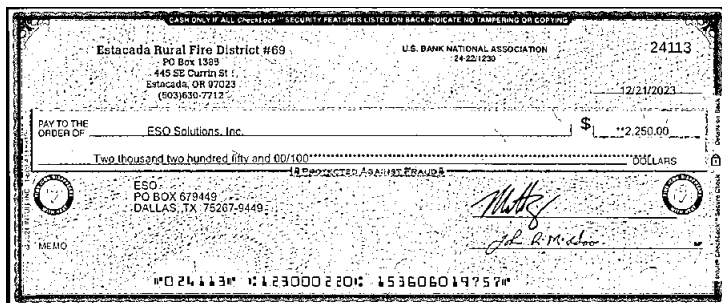 CASH ONLY IF ALL CheckLock™ SECURITY FEATURES LISTED ON BACK INDICATE NO TAMPERING OR COPYING
Estacada Rural Fire District #69
PO Box 1385
445 SE Currin St
Estacada, OR 97023
(503)630-7712
U.S. BANK NATIONAL ASSOCIATION
24-22/1230
24113
12/21/2023
PAY TO THE
ORDER OF ESO Solutions, Inc. $ **2,250.00
Two thousand two hundred fifty and 00/100 DOLLARS
PROTECTED AGAINST FRAUD
ESO
PO BOX 679449
DALLAS, TX 75267-9449
MEMO
⑈024113⑈ ⑆123000220⑆ 153606019757⑈